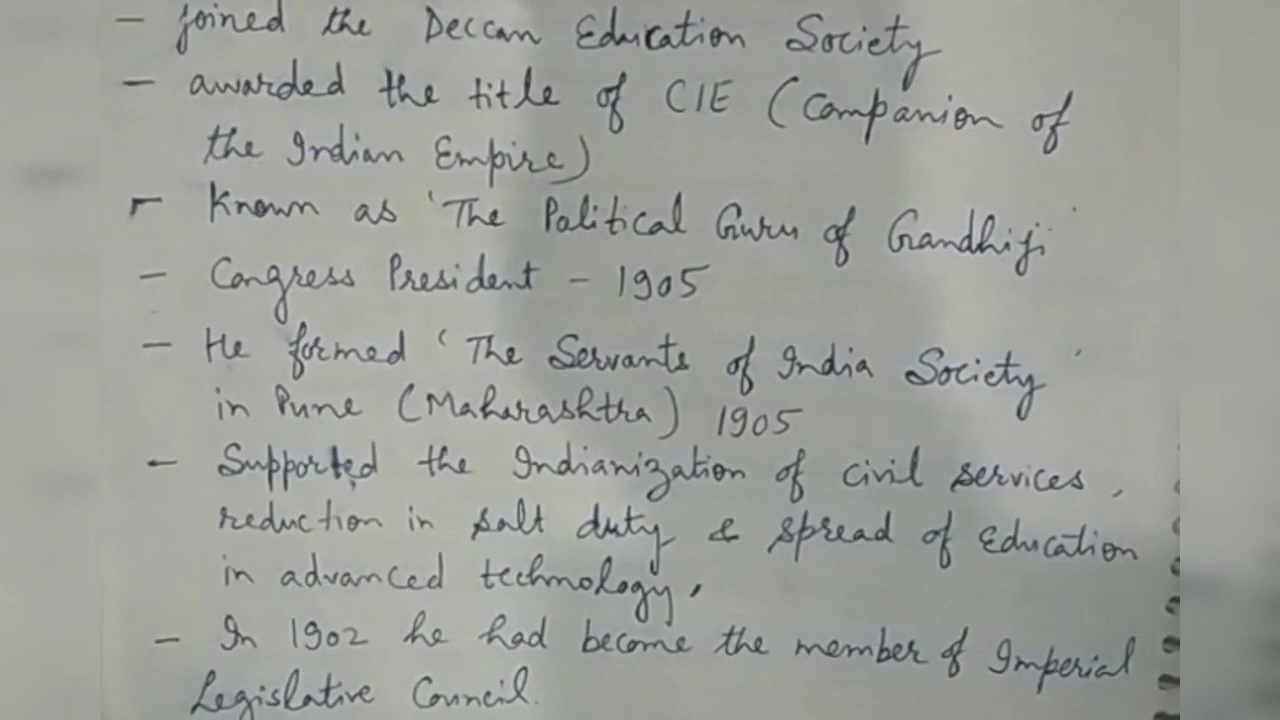 - joined the Deccan Education Society
- awarded the title of CIE (Companion of
the Indian Empire)
- Known as 'The Political Guru of Gandhiji'
- Congress President - 1905
- He formed 'The Servants of India Society'
in Pune (Maharashtra) 1905
- Supported the Indianization of civil services,
reduction in salt duty & spread of Education
in advanced technology.
- In 1902 he had become the member of Imperial
Legislative Council.